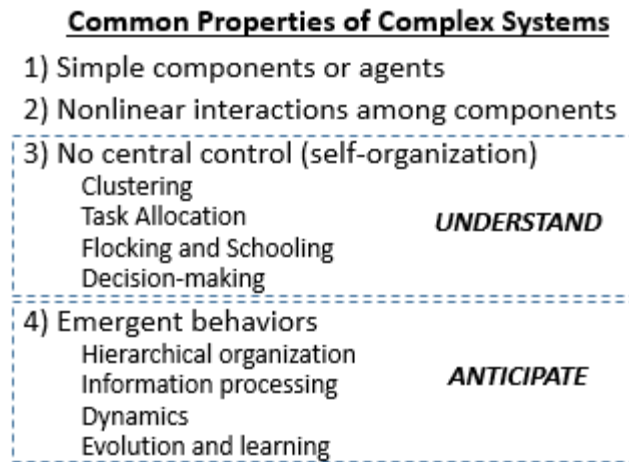 Common Properties of Complex Systems
1) Simple components or agents
2) Nonlinear interactions among components
3) No central control (self-organization)
Clustering
Task Allocation
UNDERSTAND
Flocking and Schooling
Decision-making
4) Emergent behaviors
Hierarchical organization
Information processing
ANTICIPATE
Dynamics
Evolution and learning